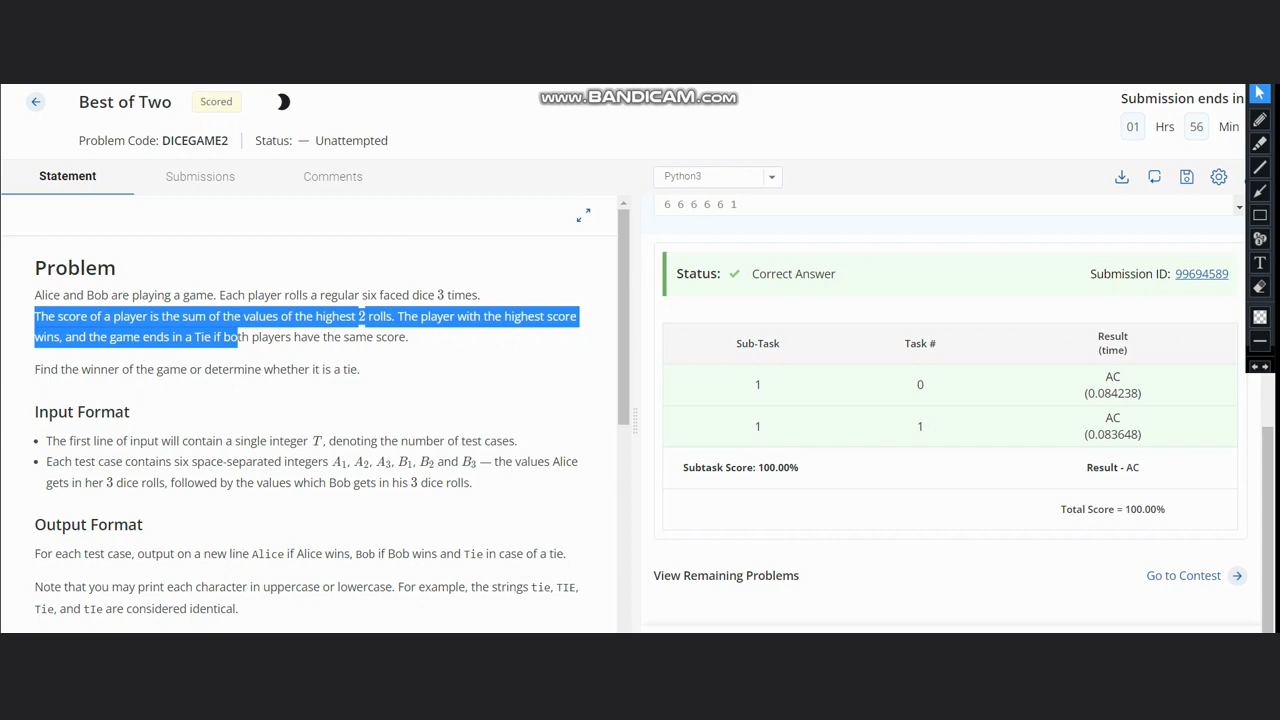 www.BANDICAM.com
Best of Two
Scored
Submission ends in
Problem Code: DICEGAME2
Status: — Unattempted
01 Hrs 56 Min
Statement
Submissions
Comments
Python3
6 6 6 6 6 1
Problem
Alice and Bob are playing a game. Each player rolls a regular six faced dice 3 times.
The score of a player is the sum of the values of the highest 2 rolls. The player with the highest score
wins, and the game ends in a Tie if both players have the same score.
Find the winner of the game or determine whether it is a tie.
Input Format
• The first line of input will contain a single integer T, denoting the number of test cases.
• Each test case contains six space-separated integers A1, A2, A3, B1, B2 and B3 — the values Alice
gets in her 3 dice rolls, followed by the values which Bob gets in his 3 dice rolls.
Output Format
For each test case, output on a new line Alice if Alice wins, Bob if Bob wins and Tie in case of a tie.
Note that you may print each character in uppercase or lowercase. For example, the strings tie, TIE,
Tie, and tIe are considered identical.
Status: ✓ Correct Answer
Submission ID: 99694589
Sub-Task
Task #
Result
(time)
1
0
AC
(0.084238)
1
1
AC
(0.083648)
Subtask Score: 100.00%
Result - AC
Total Score = 100.00%
View Remaining Problems
Go to Contest
T